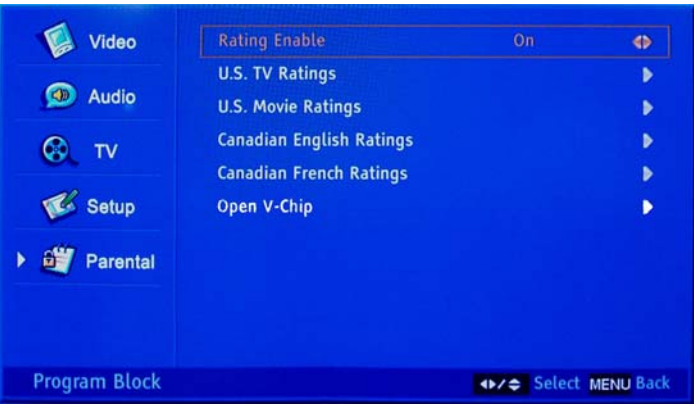 Video
Audio
TV
Setup
Parental
Rating Enable On
U.S. TV Ratings
U.S. Movie Ratings
Canadian English Ratings
Canadian French Ratings
Open V-Chip
Program Block
Select MENU Back